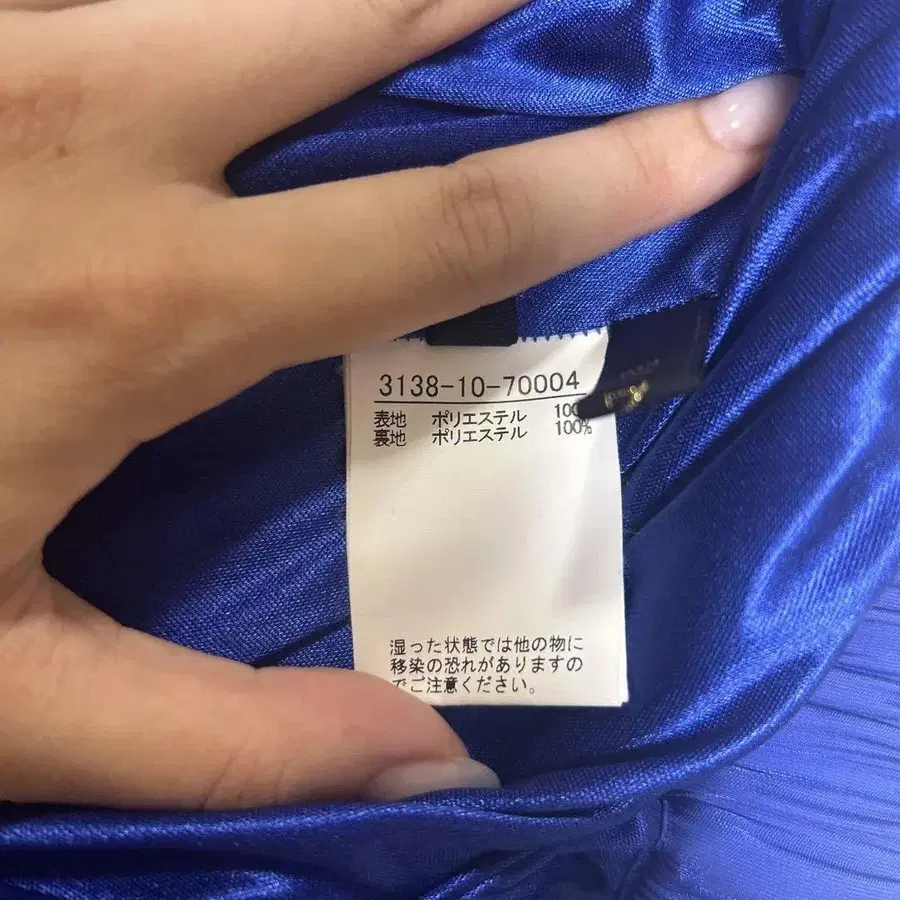 3138-10-70004
表地 ポリエステル 100
裏地 ポリエステル 100%
湿った状態では他の物に
移染の恐れがありますの
でご注意ください。